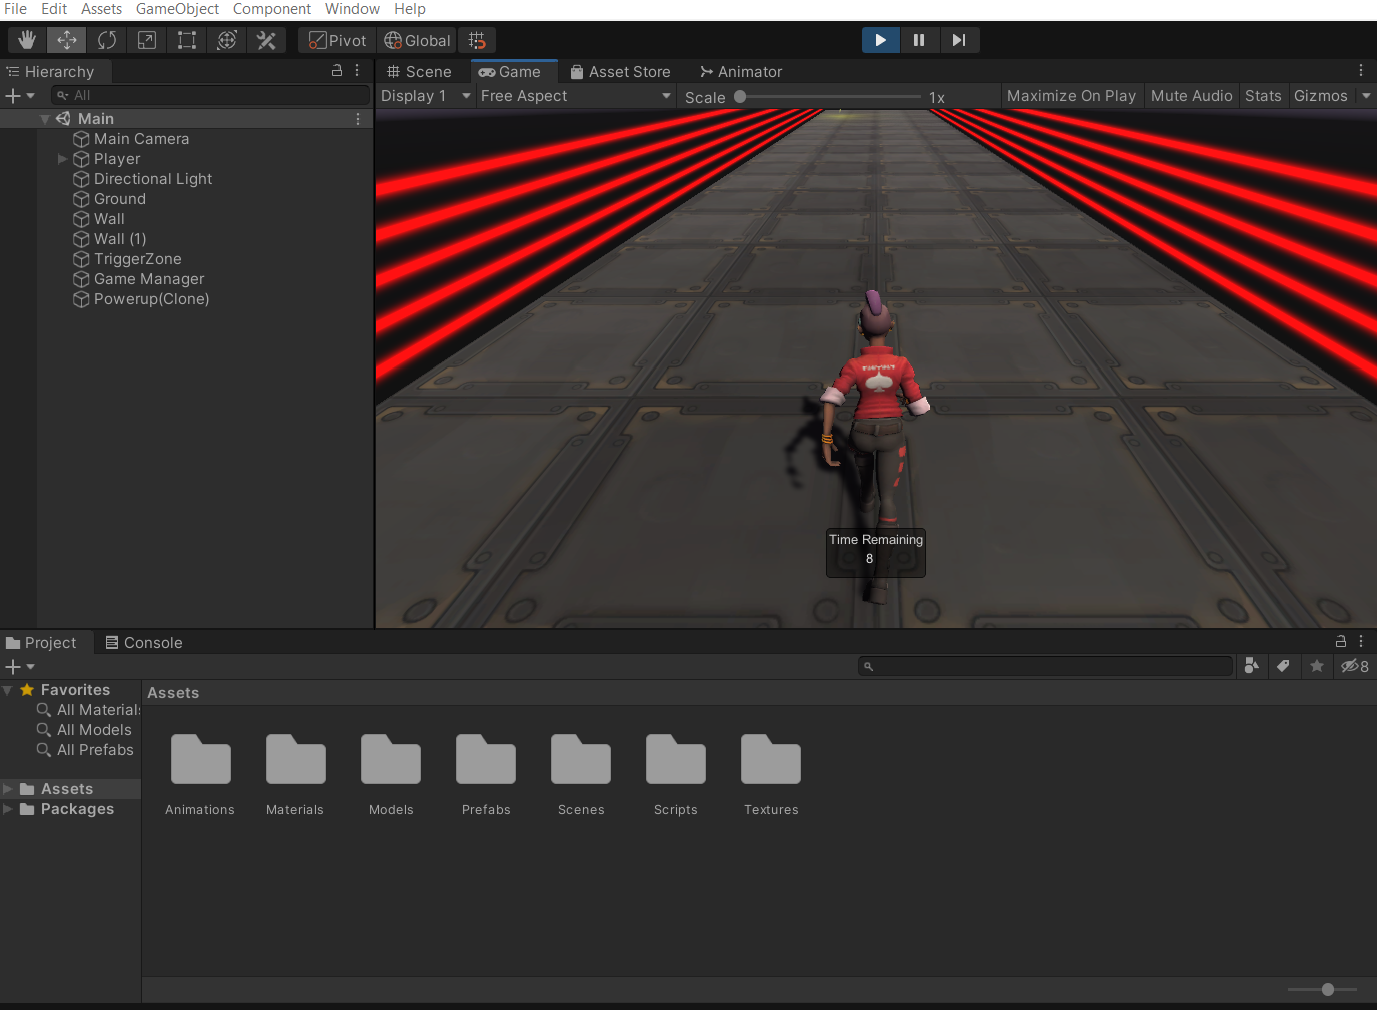 File Edit Assets GameObject Component Window Help
Pivot Global
Hierarchy
All
Main
Main Camera
Player
Directional Light
Ground
Wall
Wall (1)
TriggerZone
Game Manager
Powerup(Clone)
Scene Game Asset Store Animator
Display 1 Free Aspect Scale 1x Maximize On Play Mute Audio Stats Gizmos
Time Remaining
8
Project Console
8
Favorites
All Material
All Models
All Prefabs
Assets
Packages
Assets
Animations Materials Models Prefabs Scenes Scripts Textures